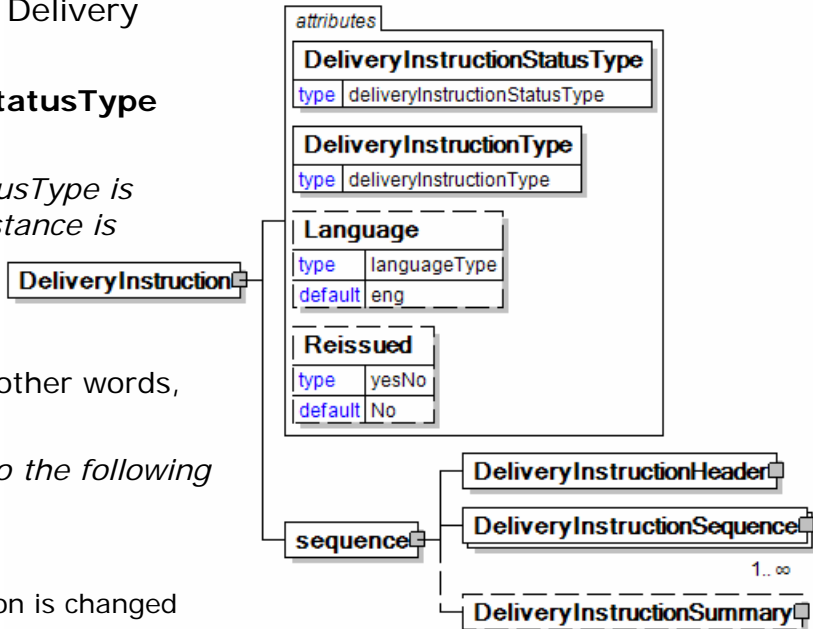 Delivery
tatusType
usType is
stance is
other words,
o the following
on is changed
DeliveryInstruction
attributes
DeliveryInstructionStatusType
type deliveryInstructionStatusType
DeliveryInstructionType
type deliveryInstructionType
Language
type languageType
default eng
Reissued
type yesNo
default No
sequence
DeliveryInstructionHeader
DeliveryInstructionSequence
1..∞
DeliveryInstructionSummary